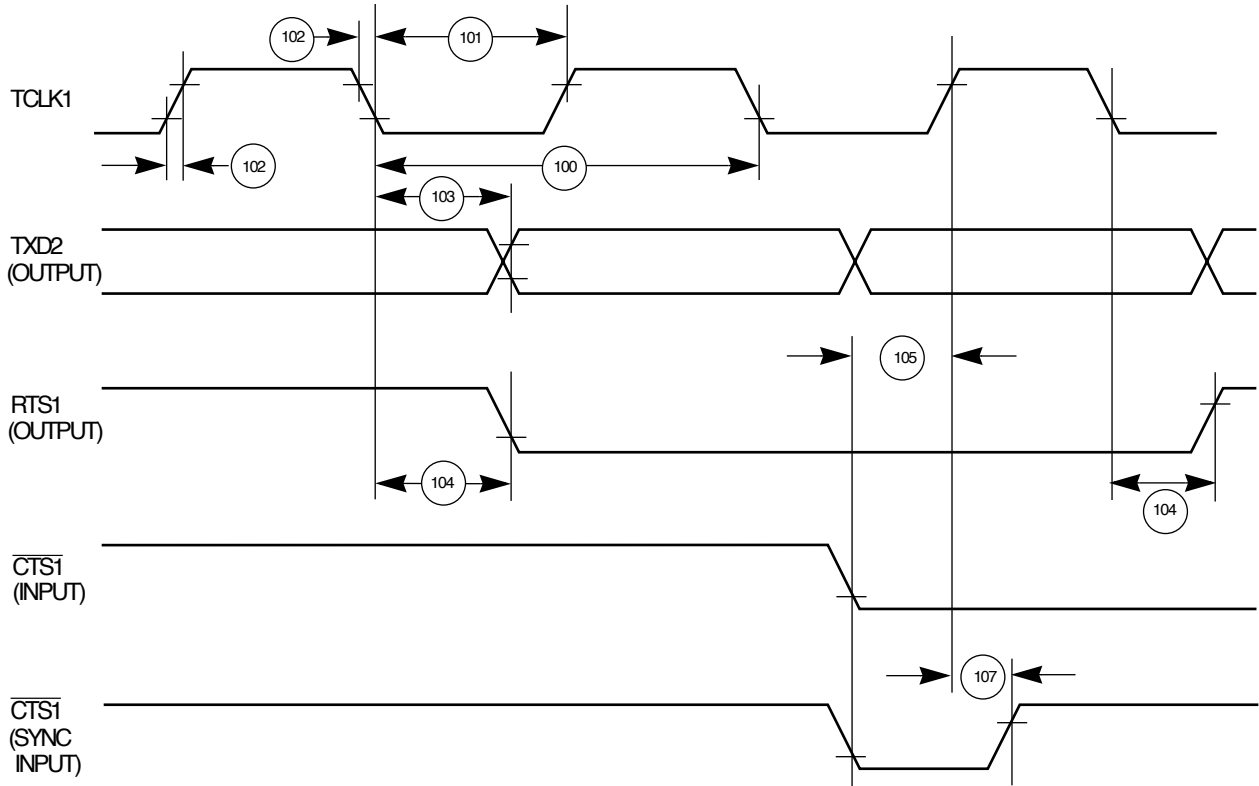 102
101
TCLK1
102
100
103
TXD2
(OUTPUT)
105
RTS1
(OUTPUT)
104
104
CTS1
(INPUT)
107
CTS1
(SYNC
INPUT)